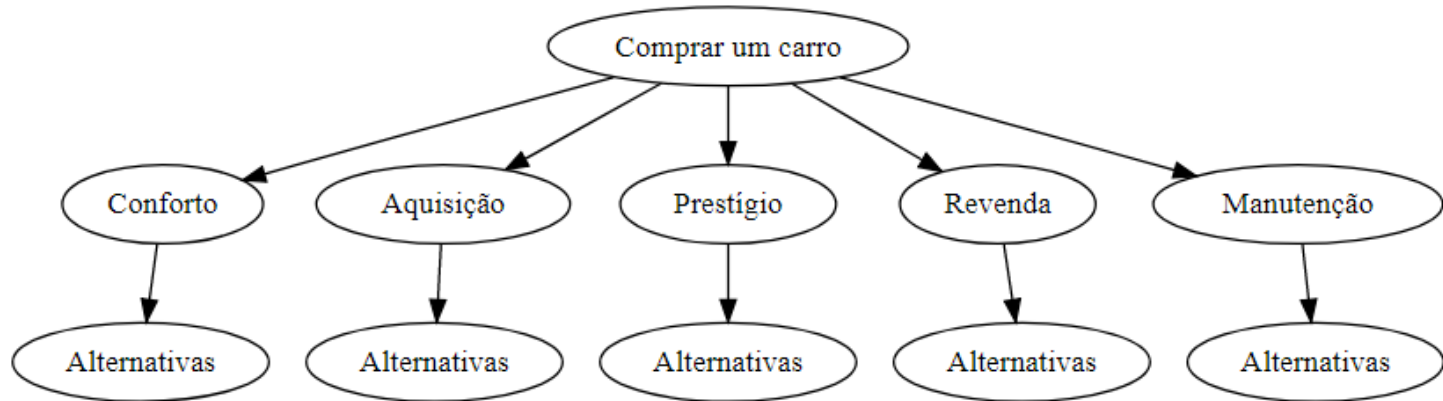 Comprar um carro
Conforto
Aquisição
Prestígio
Revenda
Manutenção
Alternativas
Alternativas
Alternativas
Alternativas
Alternativas